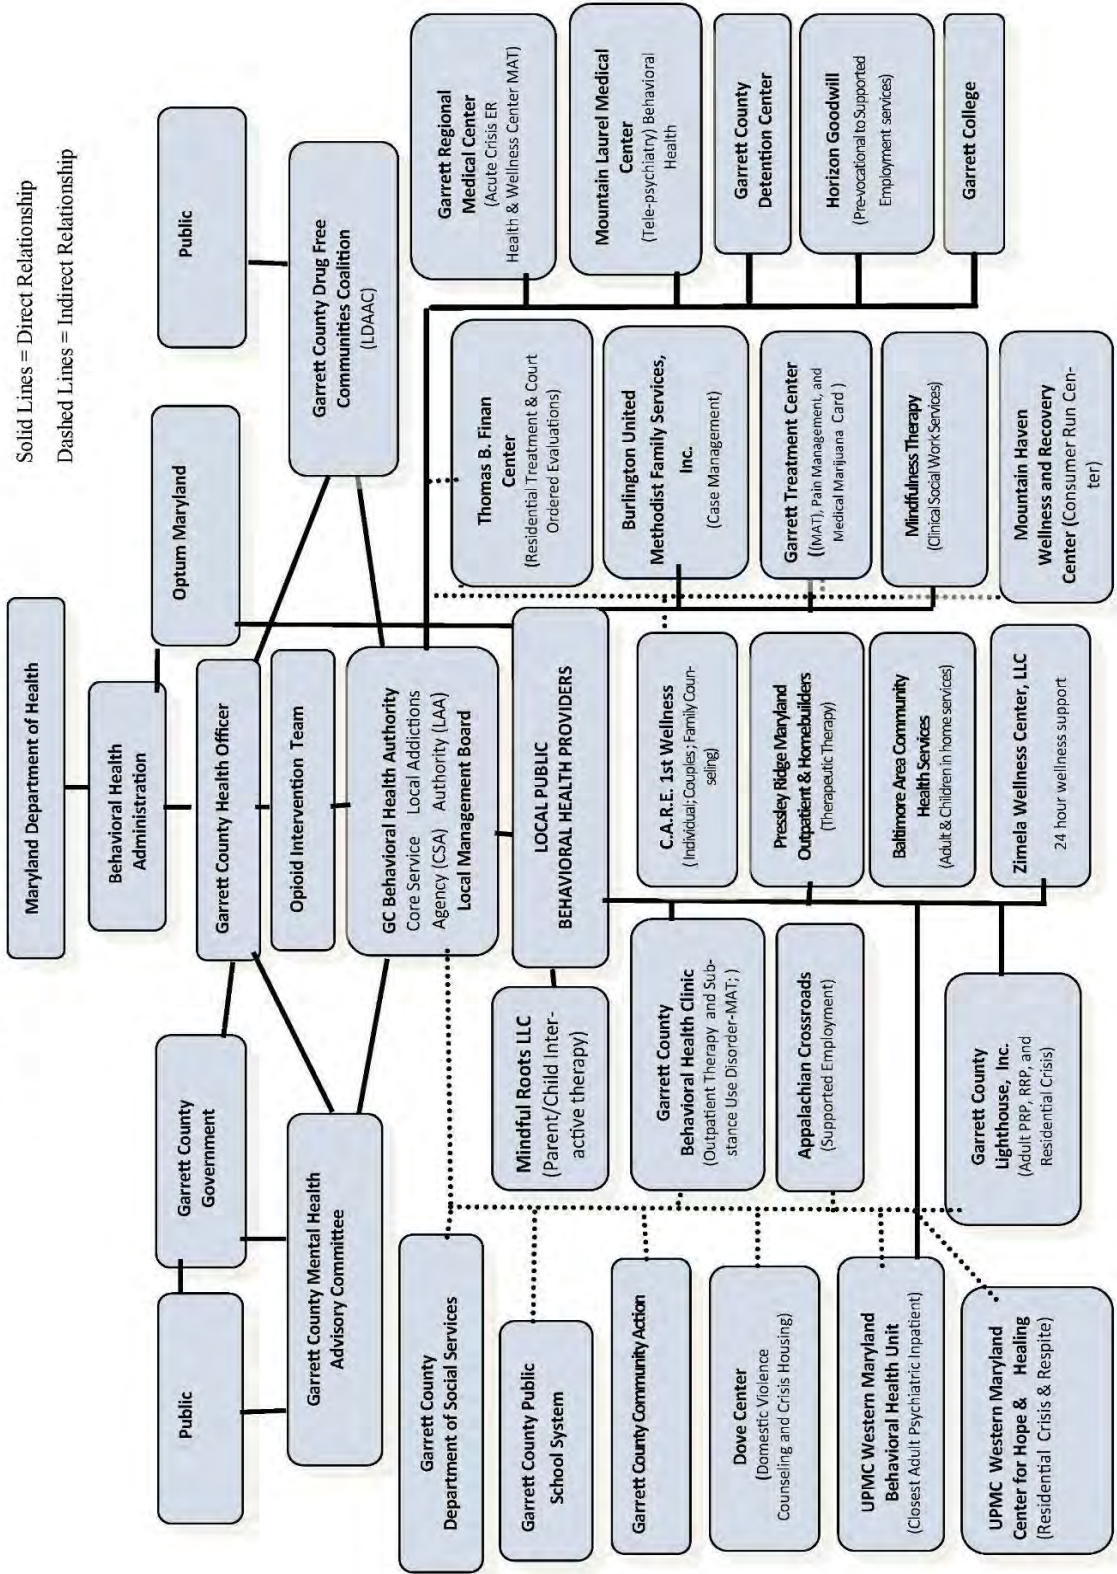 Solid Lines = Direct Relationship
Dashed Lines = Indirect Relationship
Maryland Department of Health
Behavioral Health
Administration
Optum Maryland
Public
Garrett County
Government
Public
Garrett County Health Officer
Opioid Intervention Team
Garrett County Drug Free
Communities Coalition
(LDAAC)
Garrett County Mental Health
Advisory Committee
GC Behavioral Health Authority
Core Service Local Addictions
Agency (CSA) Authority (LAA)
Local Management Board
LOCAL PUBLIC
BEHAVIORAL HEALTH PROVIDERS
Garrett County
Department of Social Services
Garrett County Public
School System
Garrett County Community Action
Dove Center
(Domestic Violence
Counseling and Crisis Housing)
UPMC Western Maryland
Behavioral Health Unit
(Closest Adult Psychiatric Inpatient)
UPMC Western Maryland
Center for Hope & Healing
(Residential Crisis & Respite)
Mindful Roots LLC
(Parent/Child Inter-
active therapy)
Garrett County
Behavioral Health Clinic
(Outpatient Therapy and Sub-
stance Use Disorder-MAT; )
Appalachian Crossroads
(Supported Employment)
Garrett County
Lighthouse, Inc.
(Adult PRP, RRP, and
Residential Crisis)
C.A.R.E. 1st Wellness
( Individual; Couples ; Family Coun-
seling)
Pressley Ridge Maryland
Outpatient & Homebuilders
(Therapeutic Therapy)
Baltimore Area Community
Health Services
(Adult & Children in home services)
Zimela Wellness Center, LLC
24 hour wellness support
Thomas B. Finan
Center
(Residential Treatment & Court
Ordered Evaluations)
Burlington United
Methodist Family Services,
Inc.
(Case Management)
Garrett Treatment Center
((MAT), Pain Management, and
Medical Marijuana Card )
Mindfulness Therapy
(Clinical Social Work Services)
Mountain Haven
Wellness and Recovery
Center (Consumer Run Cen-
ter)
Garrett Regional
Medical Center
(Acute Crisis ER
Health & Wellness Center MAT)
Mountain Laurel Medical
Center
(Tele-psychiatry) Behavioral
Health
Garrett County
Detention Center
Horizon Goodwill
(Pre-vocational to Supported
Employment services)
Garrett College